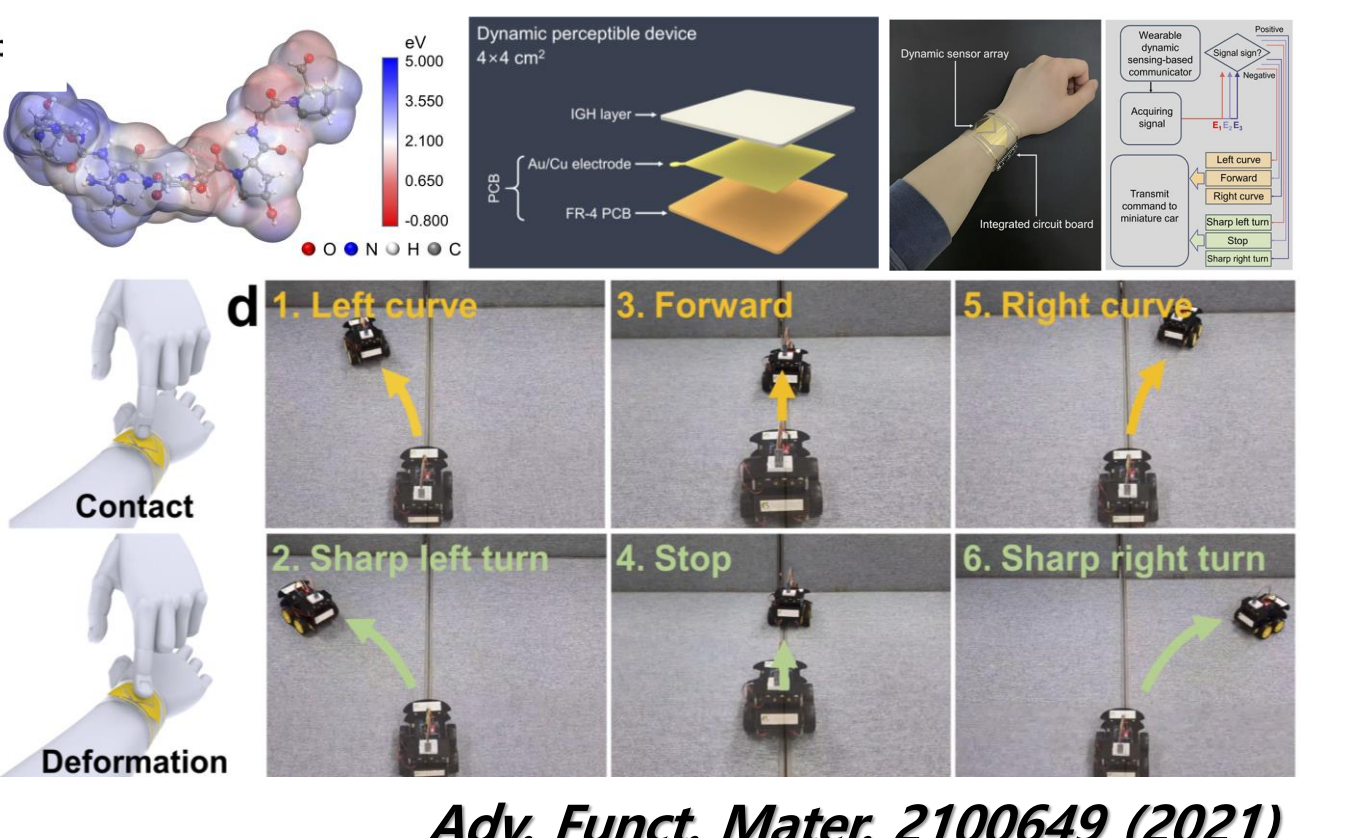 eV
5.000
3.550
2.100
0.650
-0.800
O N H C
Dynamic perceptible device
4×4 cm²
IGH layer
Au/Cu electrode
FR-4 PCB
PCB
Dynamic sensor array
Integrated circuit board
Wearable
dynamic
sensing-based
communicator
Signal sign?
Positive
Negative
Acquiring
signal
E1 E2 E3
Transmit
command to
miniature car
Left curve
Forward
Right curve
Sharp left turn
Stop
Sharp right turn
Contact
Deformation
d
1. Left curve
3. Forward
5. Right curve
2. Sharp left turn
4. Stop
6. Sharp right turn
Adv. Funct. Mater. 2100649 (2021)